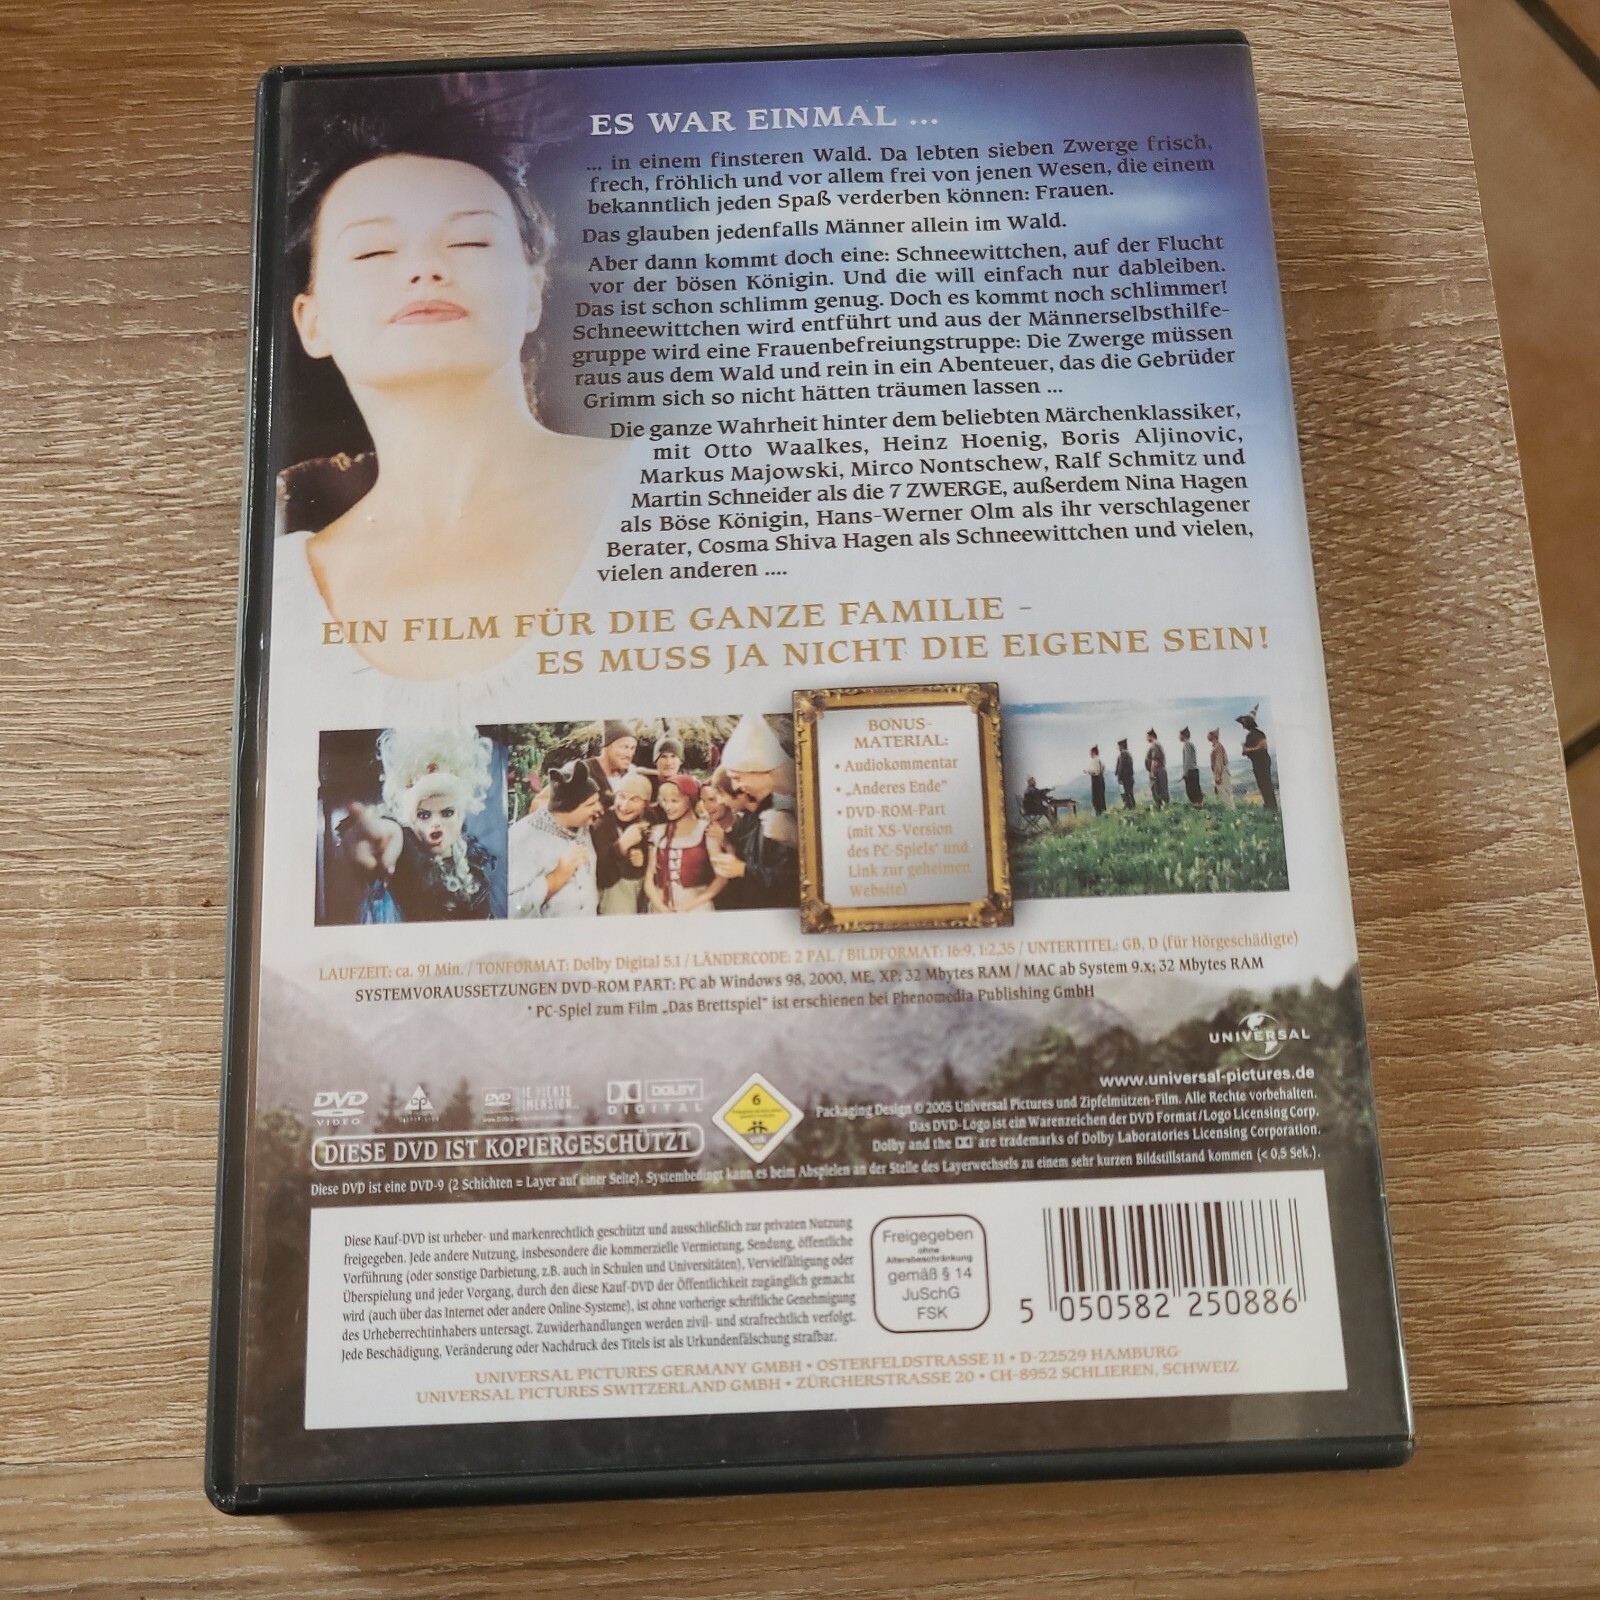 ES WAR EINMAL ...
... in einem finsteren Wald. Da lebten sieben Zwerge frisch,
frech, fröhlich und vor allem frei von jenen Wesen, die einem
bekanntlich jeden Spaß verderben können: Frauen.
Das glauben jedenfalls Männer allein im Wald.
Aber dann kommt doch eine: Schneewittchen, auf der Flucht
vor der bösen Königin. Und die will einfach nur dableiben.
Das ist schon schlimm genug. Doch es kommt noch schlimmer!
Schneewittchen wird entführt und aus der Männerselbsthilfe-
gruppe wird eine Frauenbefreiungstruppe: Die Zwerge müssen
raus aus dem Wald und rein in ein Abenteuer, das die Gebrüder
Grimm sich so nicht hätten träumen lassen ...
Die ganze Wahrheit hinter dem beliebten Märchenklassiker,
mit Otto Waalkes, Heinz Hoenig, Boris Aljinovic,
Markus Majowski, Mirco Nontschew, Ralf Schmitz und
Martin Schneider als die 7 ZWERGE, außerdem Nina Hagen
als Böse Königin, Hans-Werner Olm als ihr verschlagener
Berater, Cosma Shiva Hagen als Schneewittchen und vielen,
vielen anderen ....
EIN FILM FÜR DIE GANZE FAMILIE -
ES MUSS JA NICHT DIE EIGENE SEIN!
BONUS-
MATERIAL:
• Audiokommentar
• „Anderes Ende"
• DVD-ROM-Part
(mit XS-Version
des PC-Spiels* und
Link zur geheimen
Website)
LAUFZEIT: ca. 91 Min. / TONFORMAT: Dolby Digital 5.1 / LÄNDERCODE: 2 PAL / BILDFORMAT: 16:9, 1:2,35 / UNTERTITEL: GB, D (für Hörgeschädigte)
SYSTEMVORAUSSETZUNGEN DVD-ROM PART: PC ab Windows 98, 2000, ME, XP; 32 Mbytes RAM / MAC ab System 9.x; 32 Mbytes RAM
* PC-Spiel zum Film „Das Brettspiel" ist erschienen bei Phenomedia Publishing GmbH
UNIVERSAL
www.universal-pictures.de
DVD VIDEO
DVD DIE VIERTE DIMENSION.
DOLBY DIGITAL
6
DIESE DVD IST KOPIERGESCHÜTZT
Packaging Design © 2005 Universal Pictures und Zipfelmützen-Film. Alle Rechte vorbehalten.
Das DVD-Logo ist ein Warenzeichen der DVD Format/Logo Licensing Corp.
Dolby and the are trademarks of Dolby Laboratories Licensing Corporation.
Diese DVD ist eine DVD-9 (2 Schichten = Layer auf einer Seite). Systembedingt kann es beim Abspielen an der Stelle des Layerwechsels zu einem sehr kurzen Bildstillstand kommen (< 0,5 Sek.).
Diese Kauf-DVD ist urheber- und markenrechtlich geschützt und ausschließlich zur privaten Nutzung
freigegeben. Jede andere Nutzung, insbesondere die kommerzielle Vermietung, Sendung, öffentliche
Vorführung (oder sonstige Darbietung, z.B. auch in Schulen und Universitäten), Vervielfältigung oder
Überspielung und jeder Vorgang, durch den diese Kauf-DVD der Öffentlichkeit zugänglich gemacht
wird (auch über das Internet oder andere Online-Systeme), ist ohne vorherige schriftliche Genehmigung
des Urheberrechtinhabers untersagt. Zuwiderhandlungen werden zivil- und strafrechtlich verfolgt.
Jede Beschädigung, Veränderung oder Nachdruck des Titels ist als Urkundenfälschung strafbar.
Freigegeben
ohne
Altersbeschränkung
gemäß § 14
JuSchG
FSK
5 050582 250886
UNIVERSAL PICTURES GERMANY GMBH • OSTERFELDSTRASSE 11 • D-22529 HAMBURG
UNIVERSAL PICTURES SWITZERLAND GMBH • ZÜRCHERSTRASSE 20 • CH-8952 SCHLIEREN, SCHWEIZ